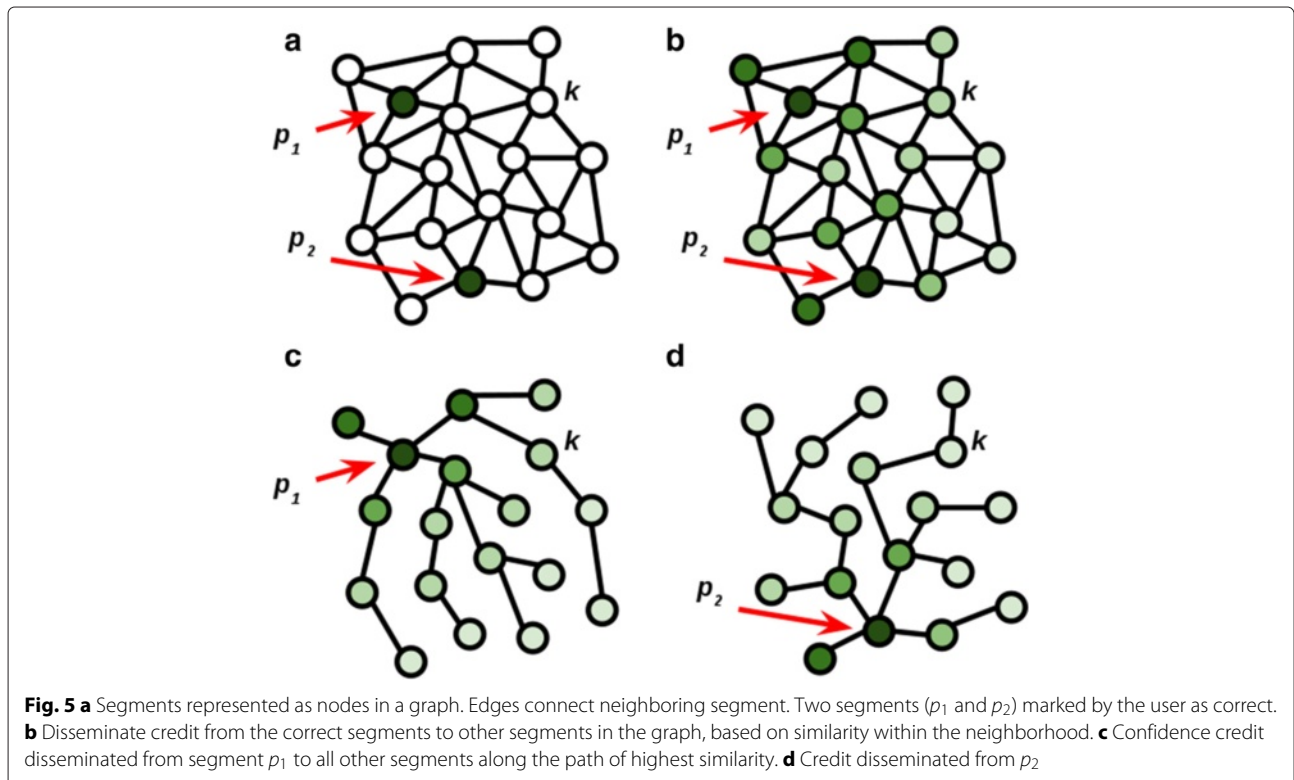 a
b
k
k
p1
p1
p2
p2
c
d
k
k
p1
p2
Fig. 5 a Segments represented as nodes in a graph. Edges connect neighboring segment. Two segments (p1 and p2) marked by the user as correct.
b Disseminate credit from the correct segments to other segments in the graph, based on similarity within the neighborhood. c Confidence credit
disseminated from segment p1 to all other segments along the path of highest similarity. d Credit disseminated from p2